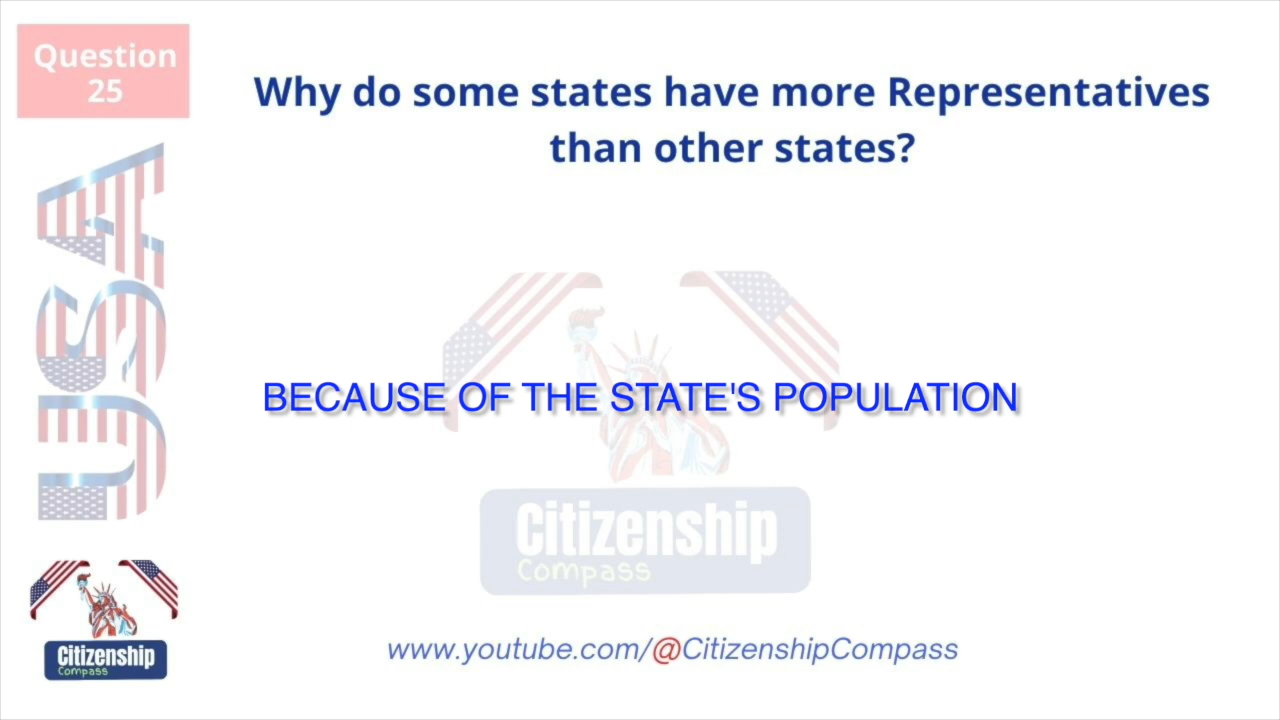 Question
25
Why do some states have more Representatives
than other states?
USA
BECAUSE OF THE STATE'S POPULATION
Citizenship
Compass
Citizenship
Compass
www.youtube.com/@CitizenshipCompass